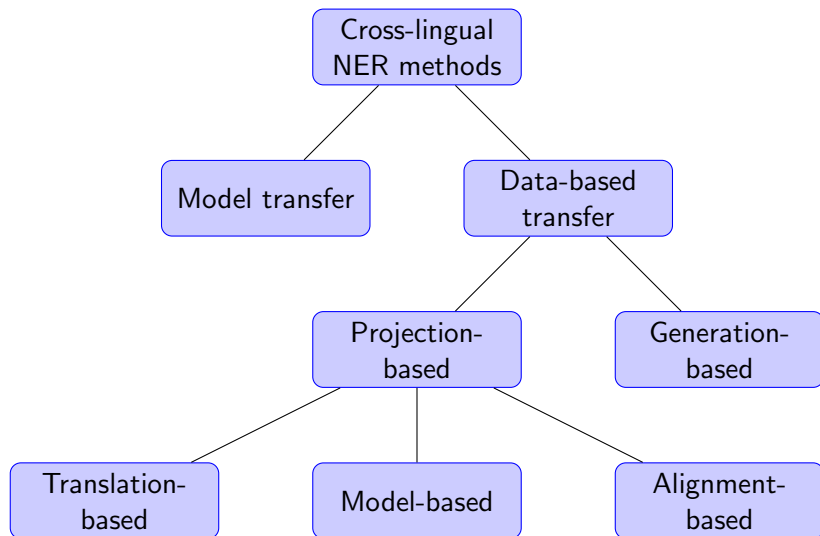 Cross-lingual
NER methods
Model transfer
Data-based
transfer
Projection-
based
Generation-
based
Translation-
based
Model-based
Alignment-
based